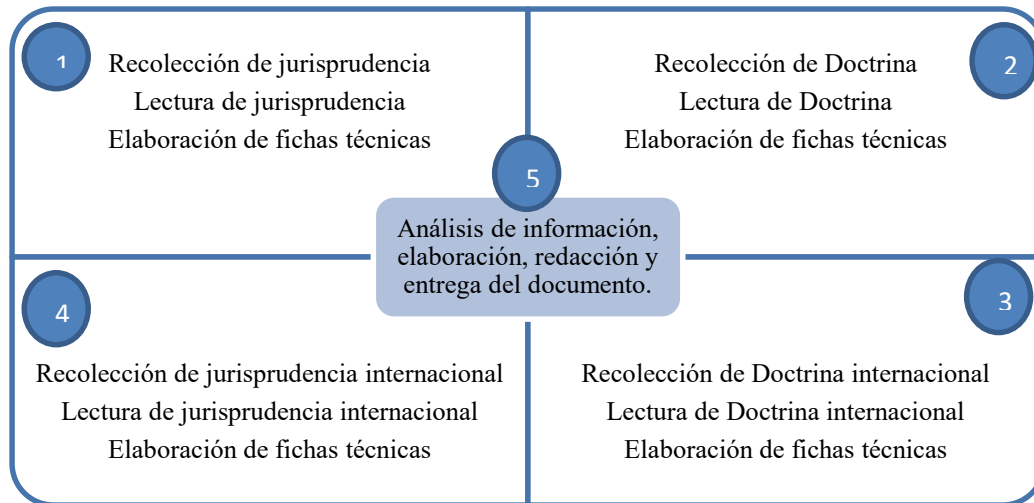 1
Recolección de jurisprudencia
Lectura de jurisprudencia
Elaboración de fichas técnicas
2
Recolección de Doctrina
Lectura de Doctrina
Elaboración de fichas técnicas
5
Análisis de información,
elaboración, redacción y
entrega del documento.
4
Recolección de jurisprudencia internacional
Lectura de jurisprudencia internacional
Elaboración de fichas técnicas
3
Recolección de Doctrina internacional
Lectura de Doctrina internacional
Elaboración de fichas técnicas